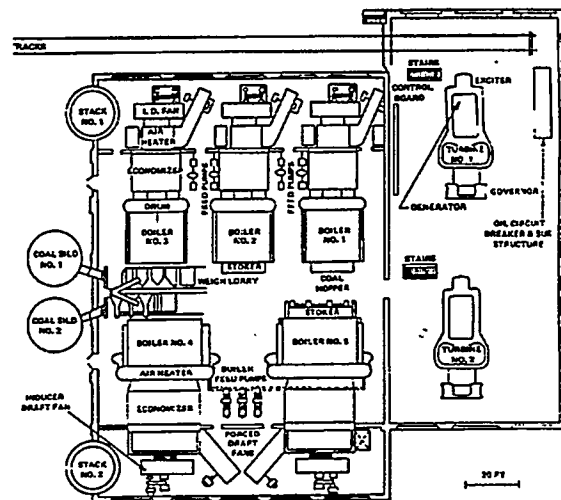 TRACKS
STACK
NO. 1
I.D. FAN
AIR
HEATER
ECONOMIZER
DRUM
BOILER
NO. 3
FEED PUMPS
BOILER
NO. 2
STOKER
FEED PUMPS
BOILER
NO. 1
COAL
HOPPER
STAIRS
CONTROL
BOARD
EXCITER
TURBINE
NO. 1
GOVERNOR
GENERATOR
OIL CIRCUIT
BREAKER & SUB
STRUCTURE
COAL SILO
NO. 1
COAL SILO
NO. 2
WEIGH LORRY
STAIRS
STOKER
BOILER NO. 4
BOILER NO. 5
AIR HEATER
BOILER
FEED PUMPS
TURBINE
NO. 2
INDUCED
DRAFT FAN
ECONOMIZER
FORCED
DRAFT
FANS
STACK
NO. 2
20 FT